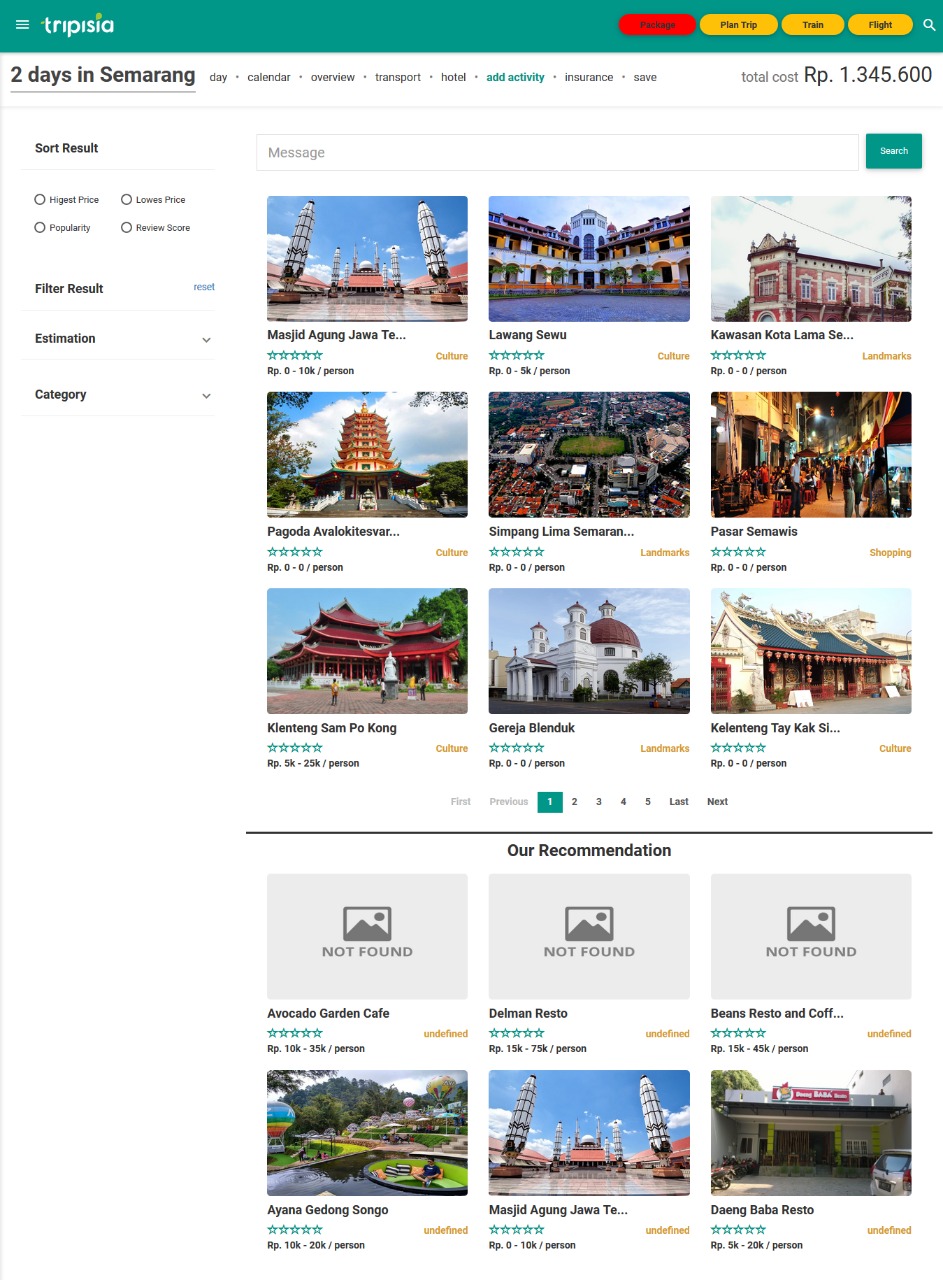 tripisia
Package Plan Trip Train Flight
2 days in Semarang day • calendar • overview • transport • hotel • add activity • insurance • save total cost Rp. 1.345.600
Sort Result
Higest Price Lowes Price
Popularity Review Score
Filter Result reset
Estimation
Category
Message Search
Masjid Agung Jawa Te... Lawang Sewu Kawasan Kota Lama Se...
Culture Culture Landmarks
Rp. 0 - 10k / person Rp. 0 - 5k / person Rp. 0 - 0 / person
Pagoda Avalokitesvar... Simpang Lima Semaran... Pasar Semawis
Culture Landmarks Shopping
Rp. 0 - 0 / person Rp. 0 - 0 / person Rp. 0 - 0 / person
Klenteng Sam Po Kong Gereja Blenduk Kelenteng Tay Kak Si...
Culture Landmarks Culture
Rp. 5k - 25k / person Rp. 0 - 0 / person Rp. 0 - 0 / person
First Previous 1 2 3 4 5 Last Next
Our Recommendation
NOT FOUND NOT FOUND NOT FOUND
Avocado Garden Cafe Delman Resto Beans Resto and Coff...
undefined undefined undefined
Rp. 10k - 35k / person Rp. 15k - 75k / person Rp. 15k - 45k / person
Daeng BABA Resto
Ayana Gedong Songo Masjid Agung Jawa Te... Daeng Baba Resto
undefined undefined undefined
Rp. 10k - 20k / person Rp. 0 - 10k / person Rp. 5k - 20k / person